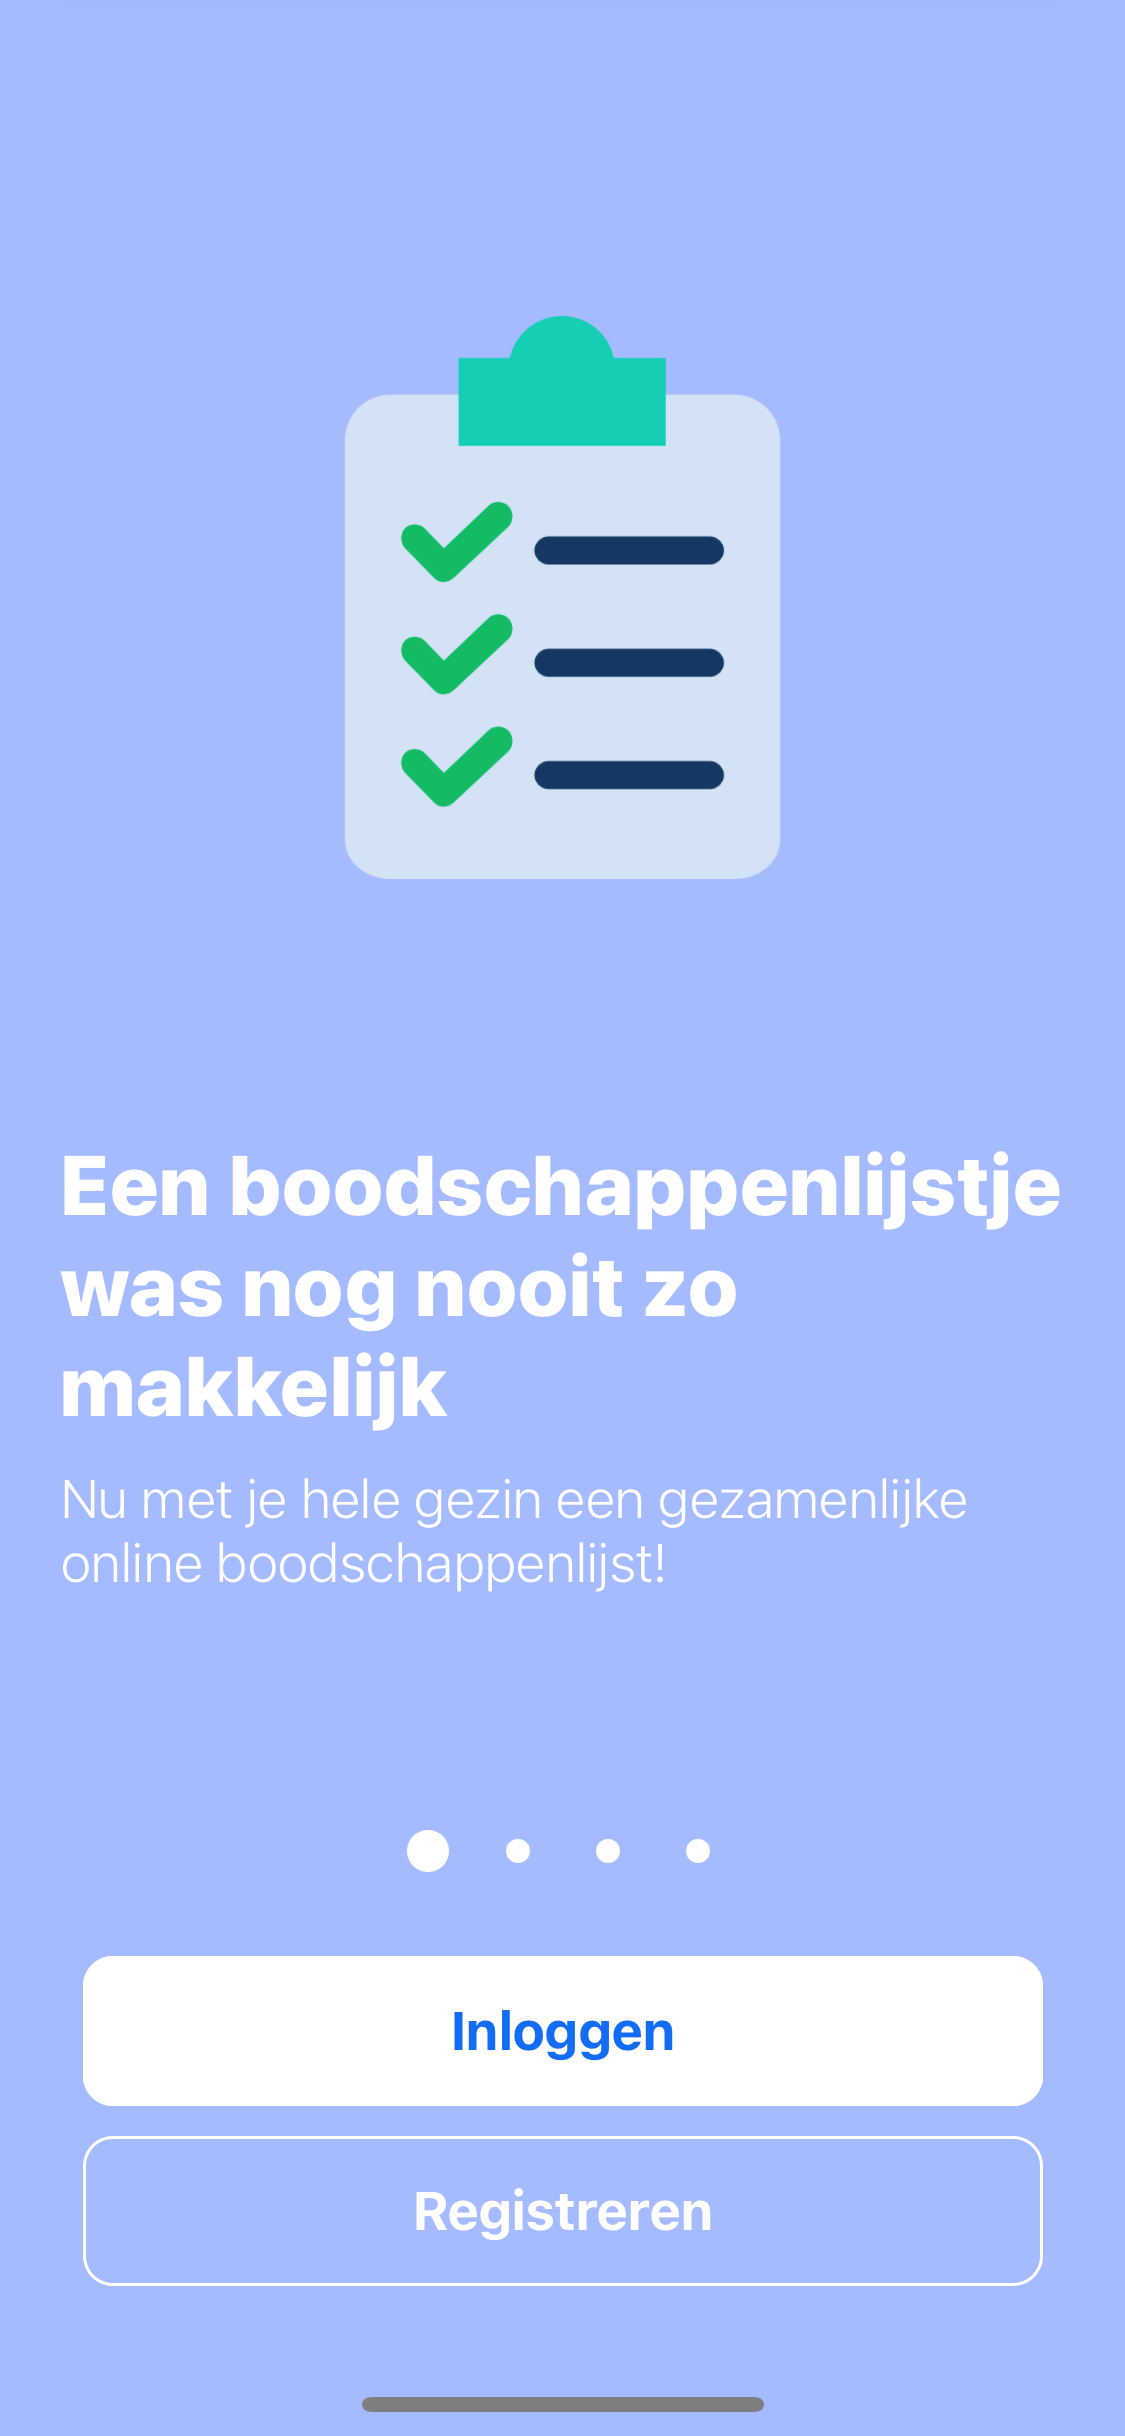 Een boodschappenlijstje
was nog nooit zo
makkelijk
Nu met je hele gezin een gezamenlijke
online boodschappenlijst!
Inloggen
Registreren